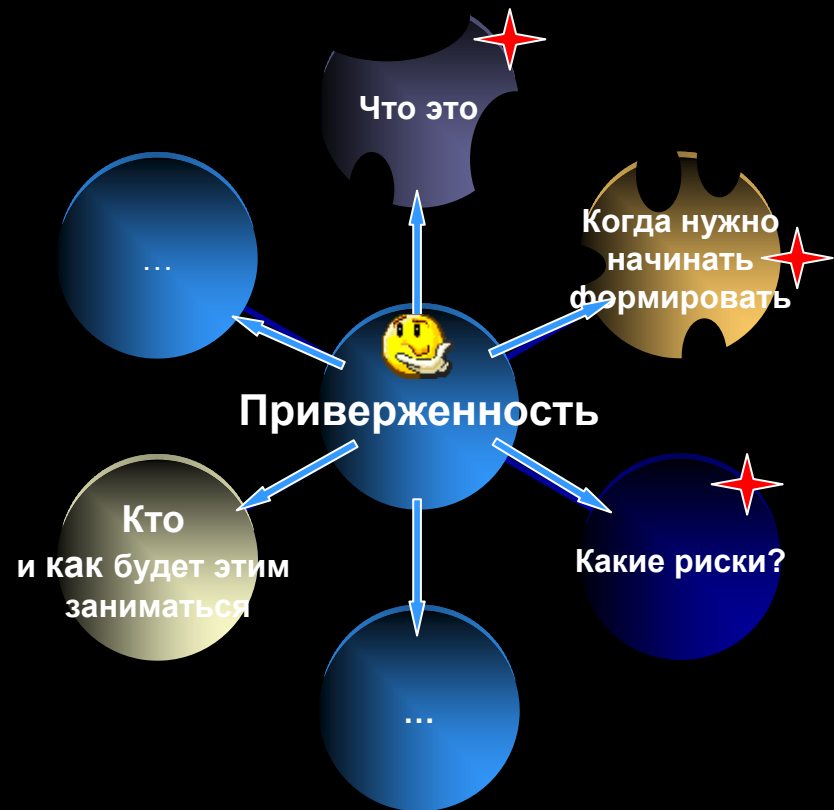 Что это
Когда нужно
начинать
формировать
…
Приверженность
Кто
и как будет этим
заниматься
Какие риски?
…